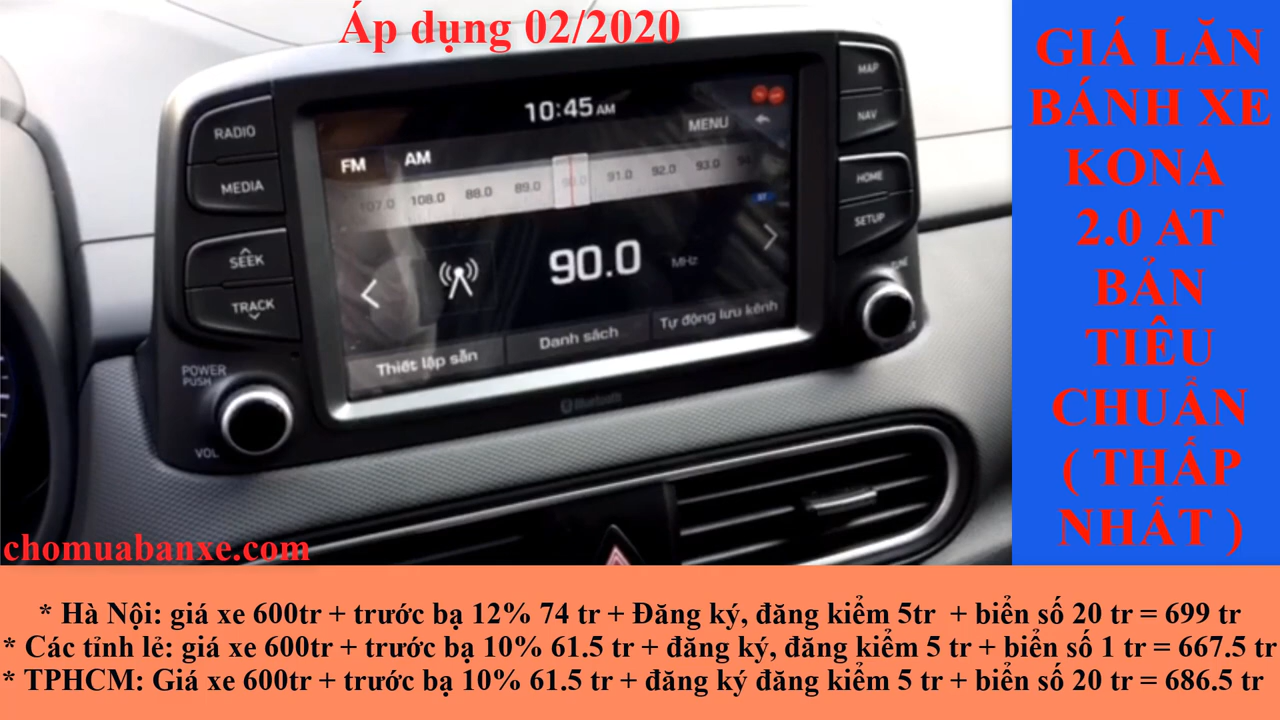 Áp dụng 02/2020
GIÁ LĂN
BÁNH XE
KONA
2.0 AT
BẢN
TIÊU
CHUẨN
( THẤP
NHẤT )
10:45 AM
MAP
NAV
HOME
SETUP
TUNE
RADIO
MEDIA
SEEK
TRACK
POWER
PUSH
VOL
FM AM MENU
107.0 108.0 88.0 89.0 90.0 91.0 92.0 93.0 94
90.0 MHz
Thiết lập sẵn Danh sách Tự động lưu kênh
Bluetooth
chomuabanxe.com
* Hà Nội: giá xe 600tr + trước bạ 12% 74 tr + Đăng ký, đăng kiểm 5tr + biển số 20 tr = 699 tr
* Các tỉnh lẻ: giá xe 600tr + trước bạ 10% 61.5 tr + đăng ký, đăng kiểm 5 tr + biển số 1 tr = 667.5 tr
* TPHCM: Giá xe 600tr + trước bạ 10% 61.5 tr + đăng ký đăng kiểm 5 tr + biển số 20 tr = 686.5 tr